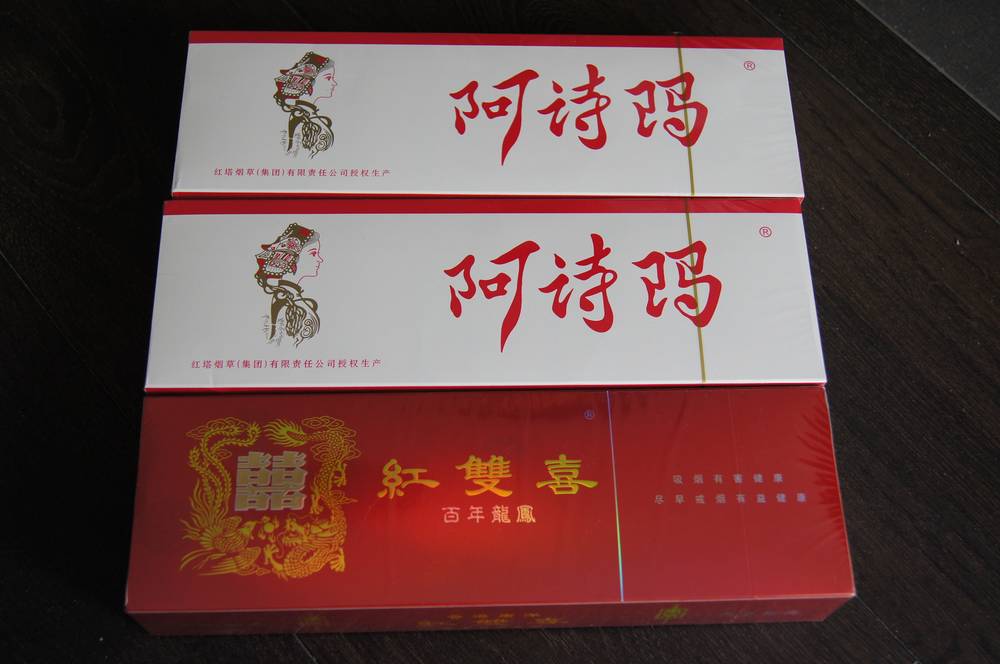 阿诗玛
®
红塔烟草(集团)有限责任公司授权生产
阿诗玛
®
红塔烟草(集团)有限责任公司授权生产
®
囍
紅雙喜
百年龍鳳
吸烟有害健康
尽早戒烟有益健康